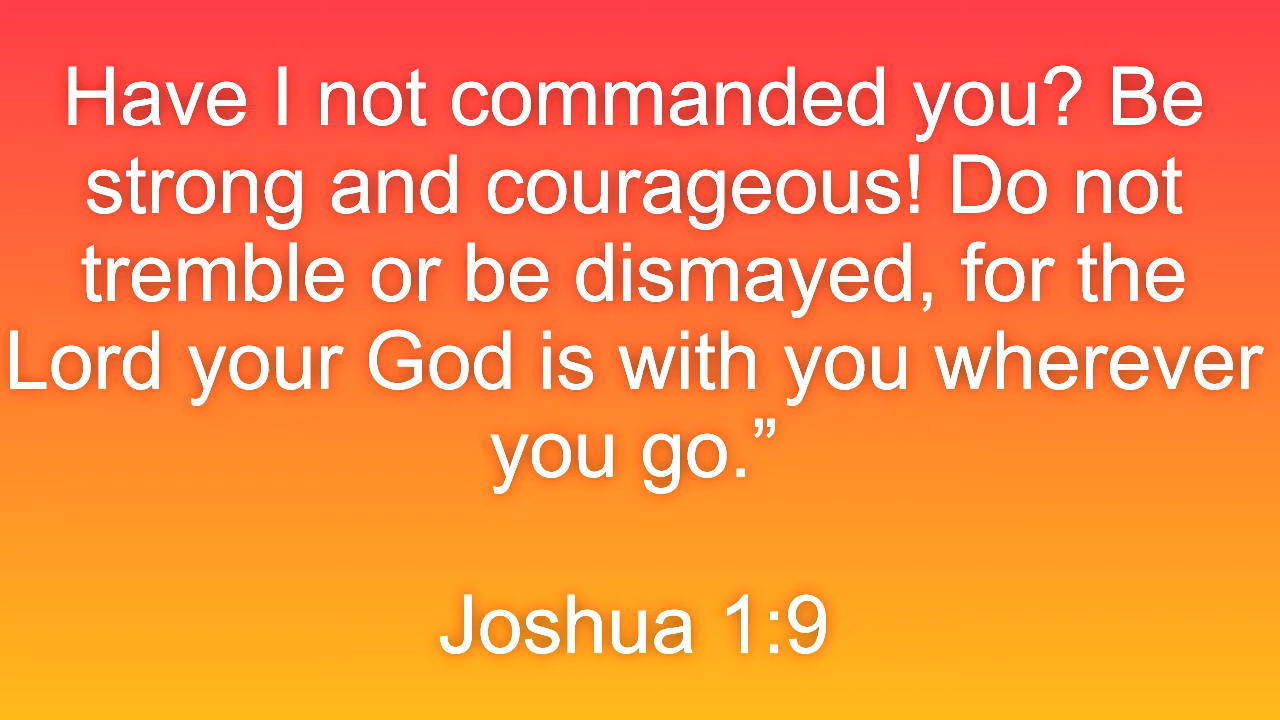 Have I not commanded you? Be
strong and courageous! Do not
tremble or be dismayed, for the
Lord your God is with you wherever
you go.”
Joshua 1:9